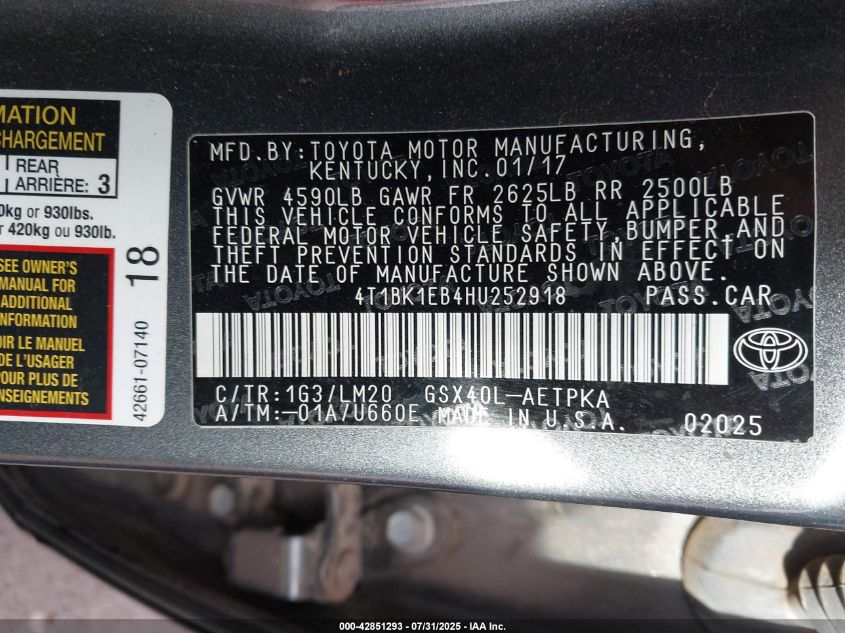 MATION
CHARGEMENT
REAR
ARRIÈRE: 3
0kg or 930lbs.
r 420kg ou 930lb.
SEE OWNER'S
MANUAL FOR
ADDITIONAL
INFORMATION
OIR LE MANUEL
DE L'USAGER
POUR PLUS DE
ENSEIGNEMENTS
18
42661-07140
MFD.BY:TOYOTA MOTOR MANUFACTURING,
KENTUCKY, INC.01/17
GVWR 4590LB GAWR FR 2625LB RR 2500LB
THIS VEHICLE CONFORMS TO ALL APPLICABLE
FEDERAL MOTOR VEHICLE SAFETY,BUMPER,AND
THEFT PREVENTION STANDARDS IN EFFECT ON
THE DATE OF MANUFACTURE SHOWN ABOVE.
4T1BK1EB4HU252918 PASS.CAR
C/TR:1G3/LM20 GSX40L-AETPKA
A/TM:-01A/U660E MADE IN U.S.A. 02025
TOYOTA
000-42851293 - 07/31/2025 - IAA Inc.